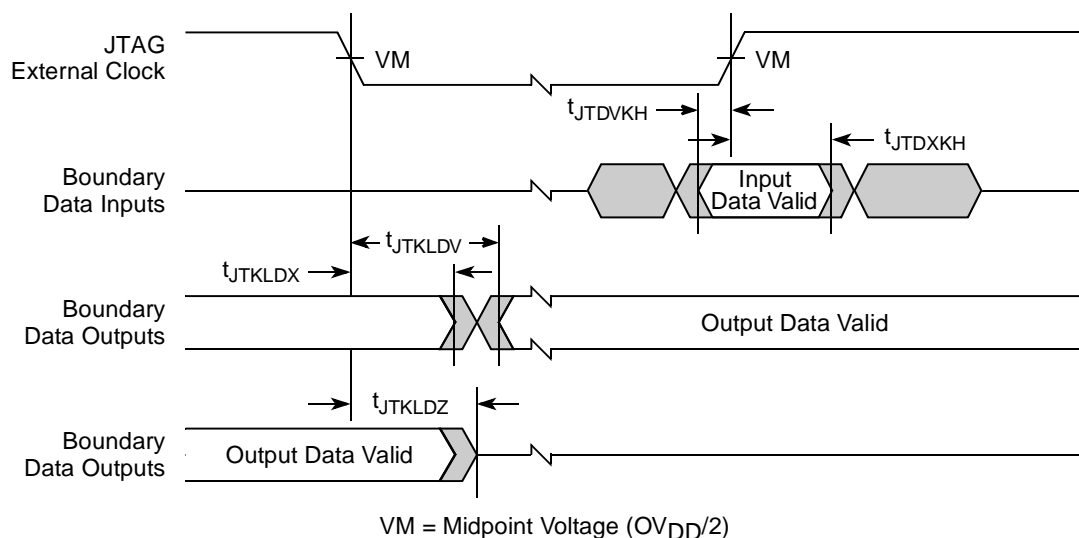 JTAG
External Clock
VM
VM
tJTDVKH
tJTDXKH
Boundary
Data Inputs
Input
Data Valid
tJTKLDV
tJTKLDX
Boundary
Data Outputs
Output Data Valid
tJTKLDZ
Boundary
Data Outputs
Output Data Valid
VM = Midpoint Voltage (OVDD/2)